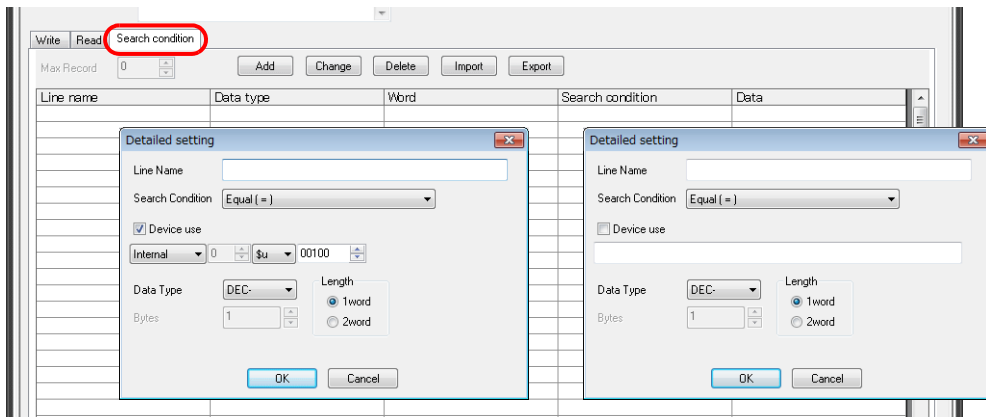 Write Read Search condition
Max Record 0 Add Change Delete Import Export
Line name Data type Word Search condition Data
Detailed setting
Line Name
Search Condition Equal ( = )
Device use
Internal 0 $u 00100
Data Type DEC- Length
1word
Bytes 1 2word
OK Cancel
Detailed setting
Line Name
Search Condition Equal ( = )
Device use
Data Type DEC- Length
1word
Bytes 1 2word
OK Cancel